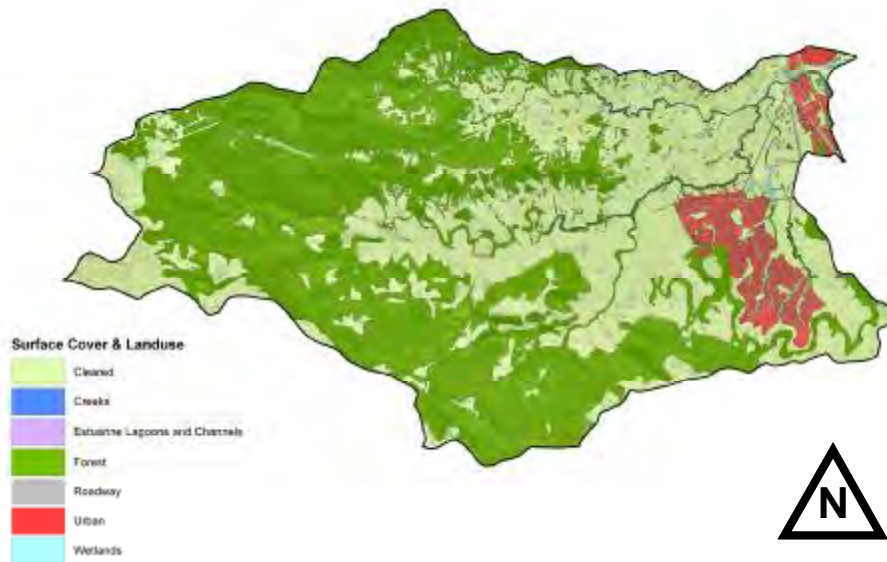 Surface Cover & Landuse
Cleared
Creeks
Estuarine Lagoons and Channels
Forest
Roadway
Urban
Wetlands
N